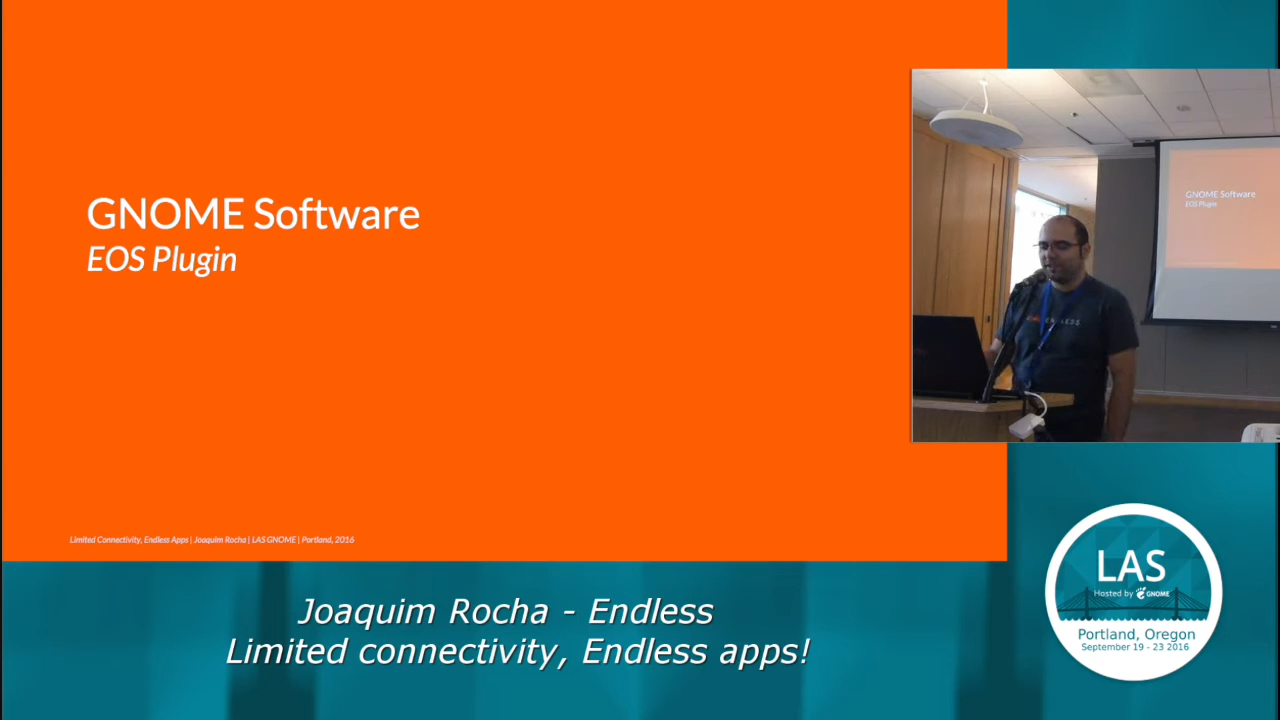 GNOME Software
EOS Plugin
Limited Connectivity, Endless Apps | Joaquim Rocha | LAS GNOME | Portland, 2016
GNOME Software
EOS Plugin
Joaquim Rocha - Endless
Limited connectivity, Endless apps!
LAS
Hosted by GNOME
Portland, Oregon
September 19 - 23 2016